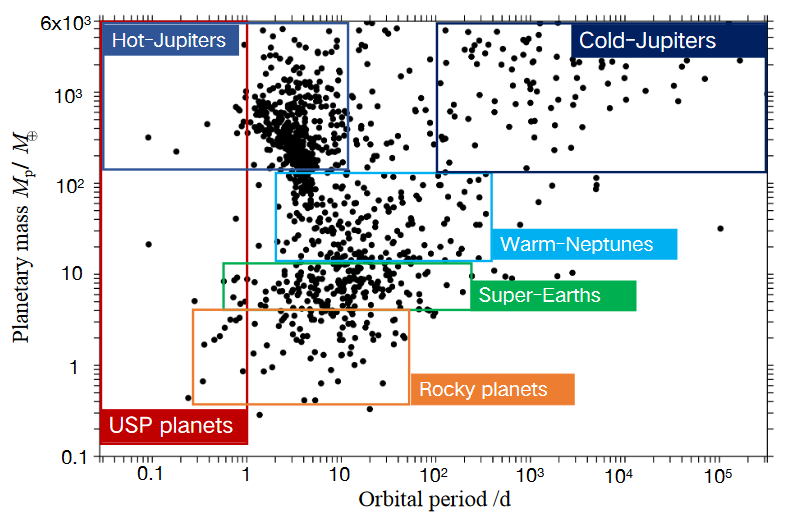 6x10³
Hot-Jupiters
Cold-Jupiters
10³
10²
Warm-Neptunes
10
Super-Earths
1
Rocky planets
USP planets
0.1
0.1 1 10 10² 10³ 10⁴ 10⁵
Orbital period /d
Planetary mass Mₚ/ M⊕